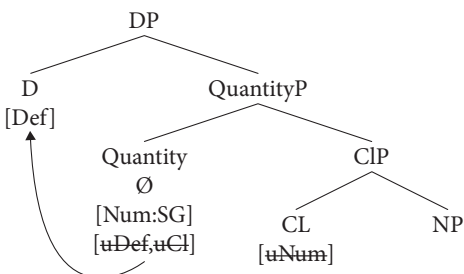 DP
D QuantityP
[Def]
Quantity ClP
Ø
[Num:SG] CL NP
[uDef,uCl] [uNum]